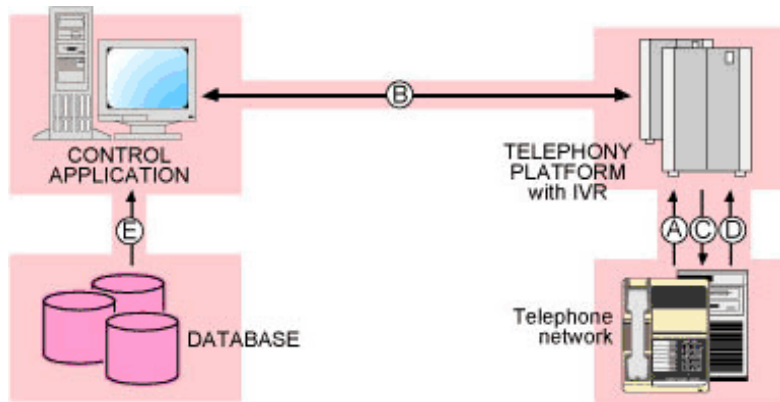 B
CONTROL
APPLICATION
TELEPHONY
PLATFORM
with IVR
E
A
C
D
DATABASE
Telephone
network